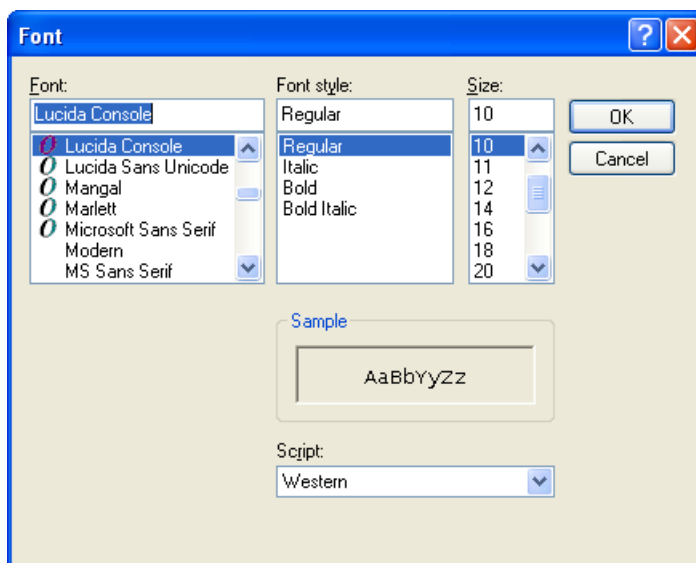 Font
Font: Font style: Size:
Lucida Console Regular 10 OK
Lucida Console Regular 10 Cancel
Lucida Sans Unicode Italic 11
Mangal Bold 12
Marlett Bold Italic 14
Microsoft Sans Serif 16
Modern 18
MS Sans Serif 20
Sample
AaBbYyZz
Script:
Western